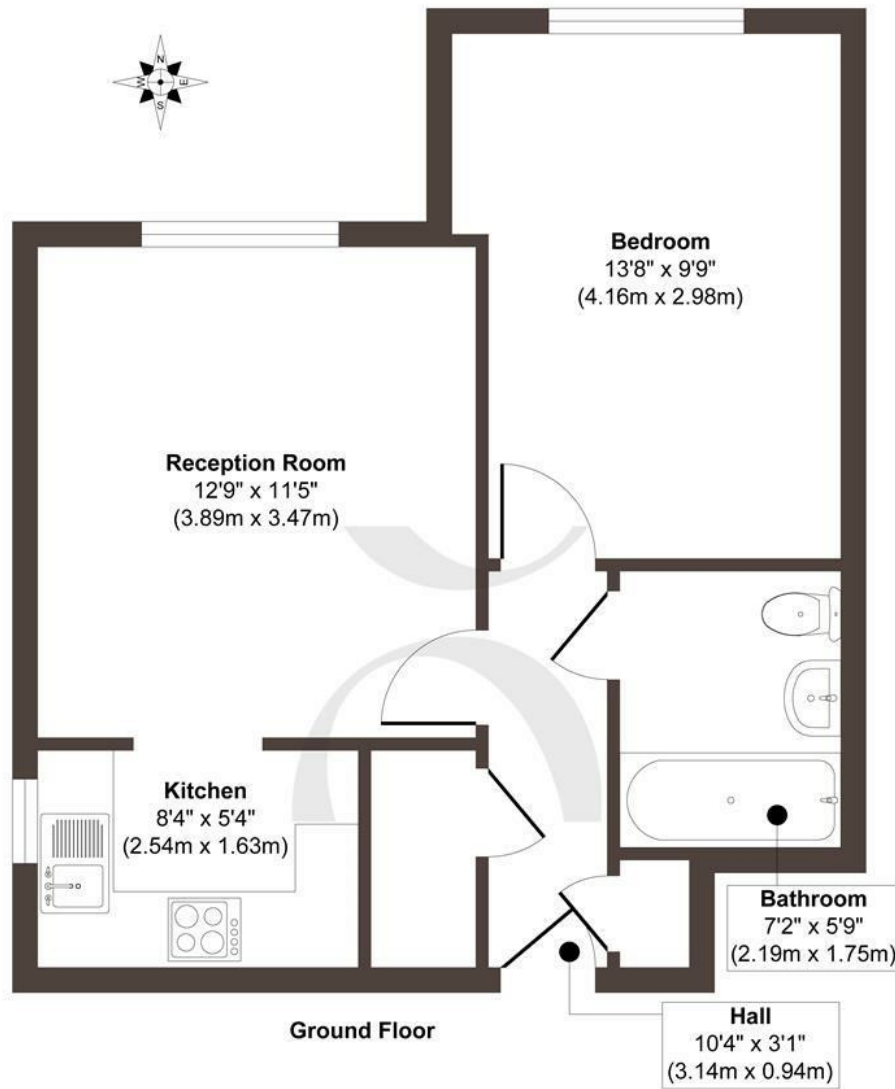 N
W
E
S
Bedroom
13'8" x 9'9"
(4.16m x 2.98m)
Reception Room
12'9" x 11'5"
(3.89m x 3.47m)
Kitchen
8'4" x 5'4"
(2.54m x 1.63m)
Bathroom
7'2" x 5'9"
(2.19m x 1.75m)
Ground Floor
Hall
10'4" x 3'1"
(3.14m x 0.94m)